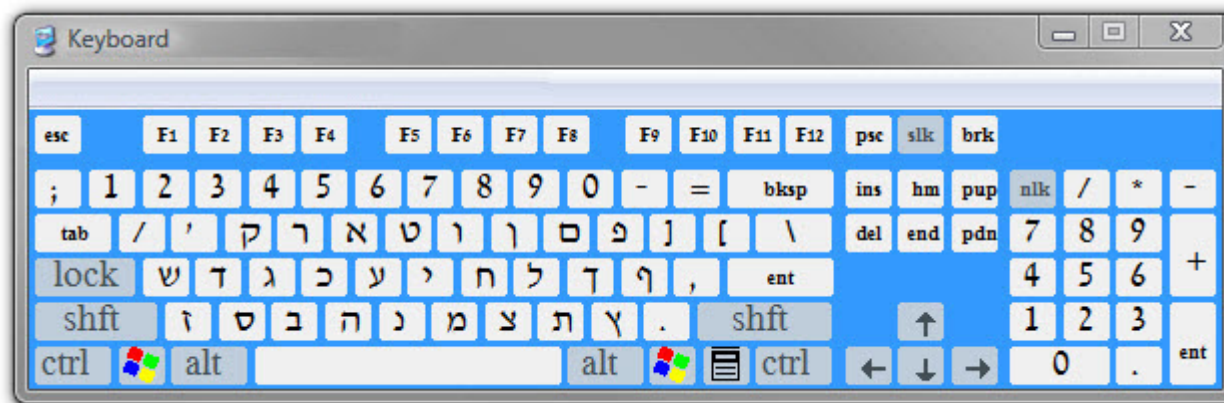 Keyboard
esc F1 F2 F3 F4 F5 F6 F7 F8 F9 F10 F11 F12 psc slk brk
; 1 2 3 4 5 6 7 8 9 0 - = bksp ins hm pup nlk / * -
tab / ' ק ר א ט ו ן ם פ ] [ \ del end pdn 7 8 9 +
lock ש ד ג כ ע י ח ל ך ף , ent 4 5 6
shft ז ס ב ה נ מ צ ת ץ . shft ↑ 1 2 3 ent
ctrl alt alt ctrl ← ↓ → 0 .